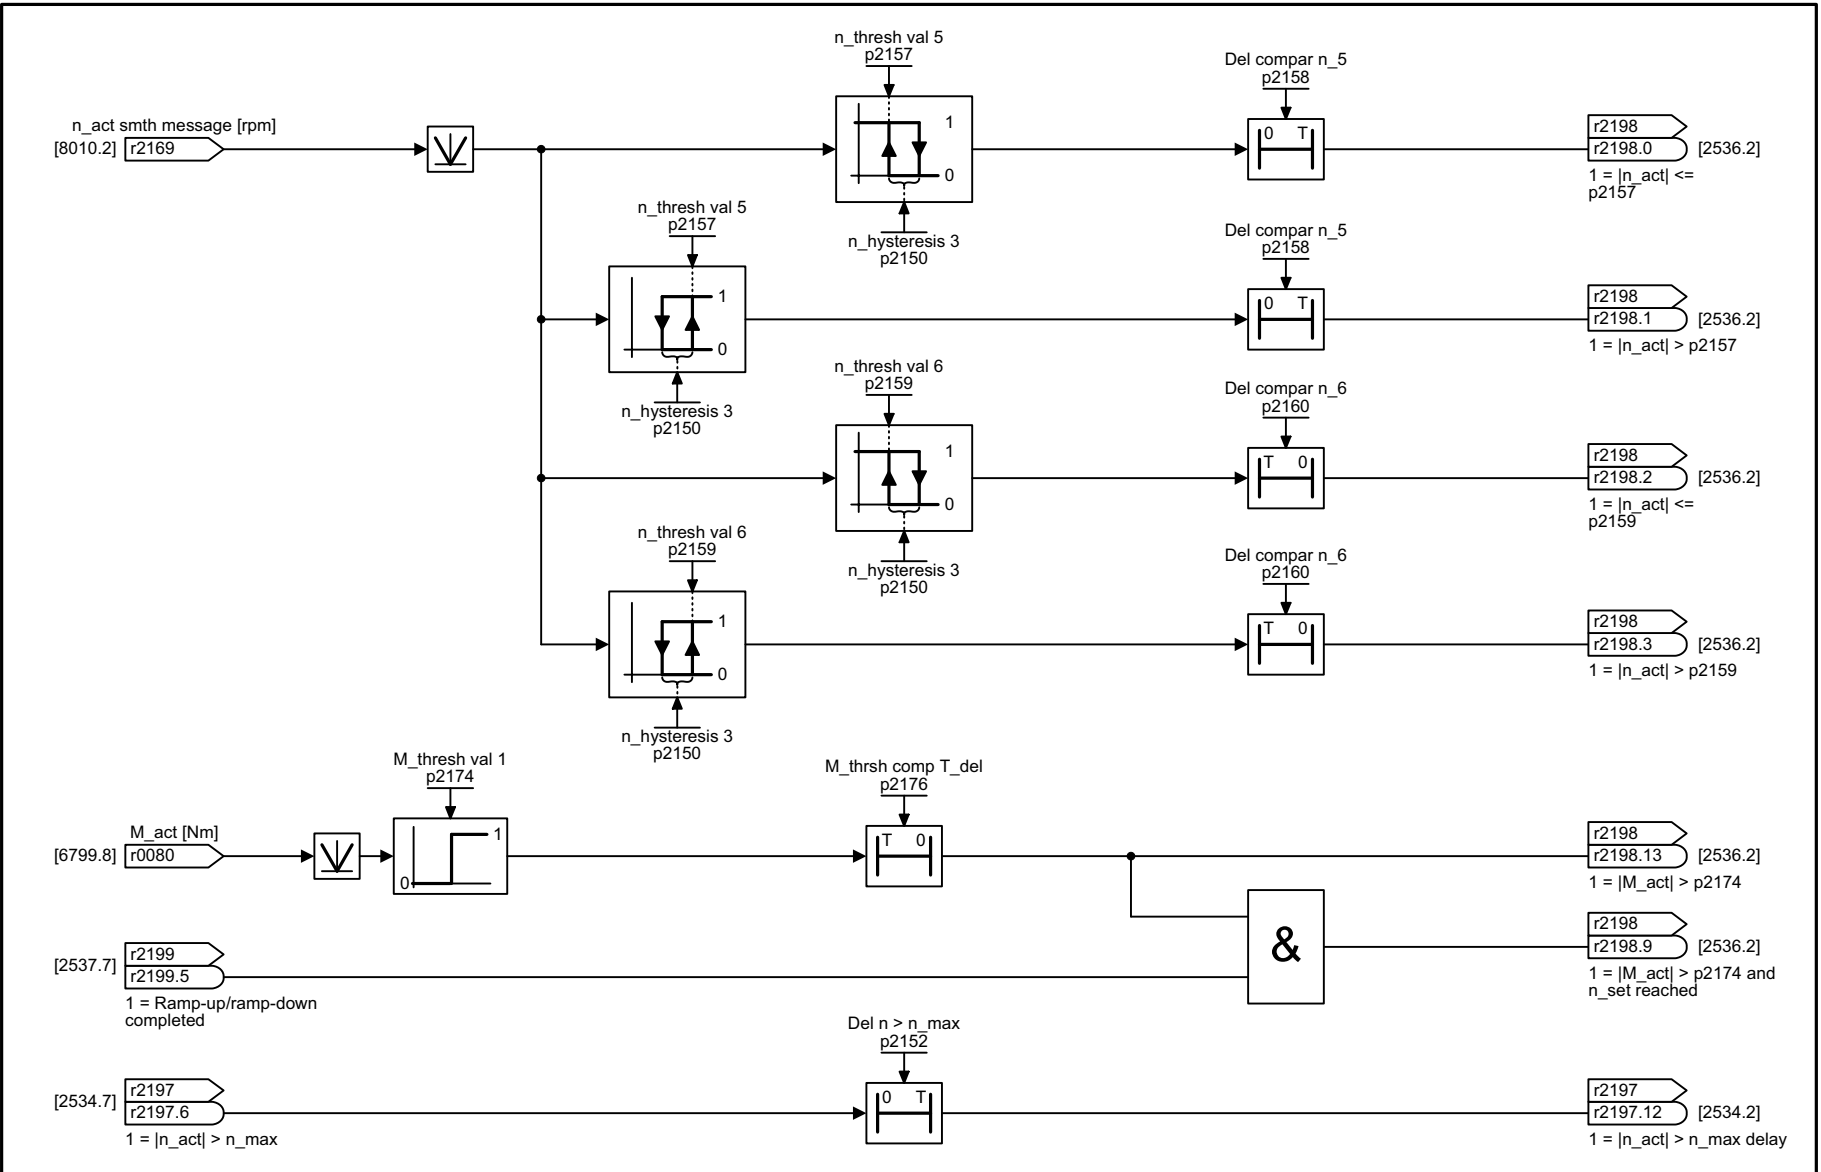 n_thresh val 5
p2157
Del compar n_5
p2158
n_act smth message [rpm]
[8010.2] r2169
1
0
0 T
r2198
r2198.0 [2536.2]
1 = |n_act| <=
p2157
n_hysteresis 3
p2150
n_thresh val 5
p2157
Del compar n_5
p2158
1
0
0 T
r2198
r2198.1 [2536.2]
1 = |n_act| > p2157
n_hysteresis 3
p2150
n_thresh val 6
p2159
Del compar n_6
p2160
1
0
T 0
r2198
r2198.2 [2536.2]
1 = |n_act| <=
p2159
n_hysteresis 3
p2150
n_thresh val 6
p2159
Del compar n_6
p2160
1
0
T 0
r2198
r2198.3 [2536.2]
1 = |n_act| > p2159
n_hysteresis 3
p2150
M_thresh val 1
p2174
M_thrsh comp T_del
p2176
M_act [Nm]
[6799.8] r0080
1
0
T 0
r2198
r2198.13 [2536.2]
1 = |M_act| > p2174
&
r2198
r2198.9 [2536.2]
1 = |M_act| > p2174 and
n_set reached
r2199
[2537.7] r2199.5
1 = Ramp-up/ramp-down
completed
Del n > n_max
p2152
r2197
[2534.7] r2197.6
1 = |n_act| > n_max
0 T
r2197
r2197.12 [2534.2]
1 = |n_act| > n_max delay